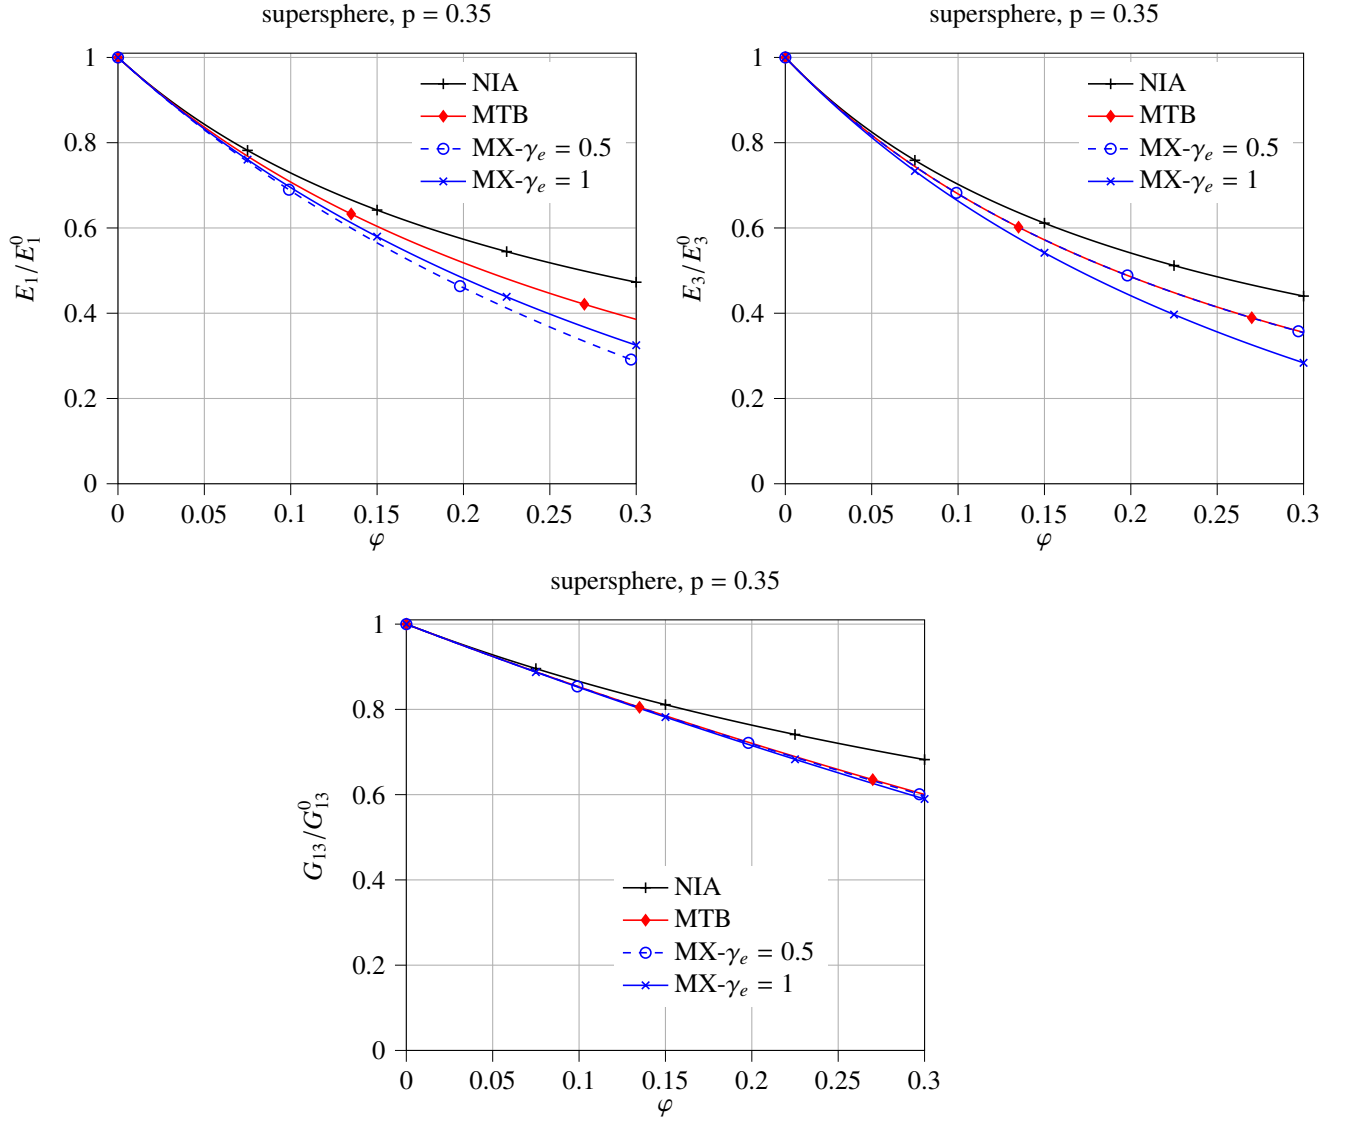 supersphere, p = 0.35
E₁/E₁⁰
1
0.8
0.6
0.4
0.2
0
0 0.05 0.1 0.15 0.2 0.25 0.3
φ
NIA
MTB
MX-γₑ = 0.5
MX-γₑ = 1
supersphere, p = 0.35
E₃/E₃⁰
1
0.8
0.6
0.4
0.2
0
0 0.05 0.1 0.15 0.2 0.25 0.3
φ
NIA
MTB
MX-γₑ = 0.5
MX-γₑ = 1
supersphere, p = 0.35
G₁₃/G₁₃⁰
1
0.8
0.6
0.4
0.2
0
0 0.05 0.1 0.15 0.2 0.25 0.3
φ
NIA
MTB
MX-γₑ = 0.5
MX-γₑ = 1